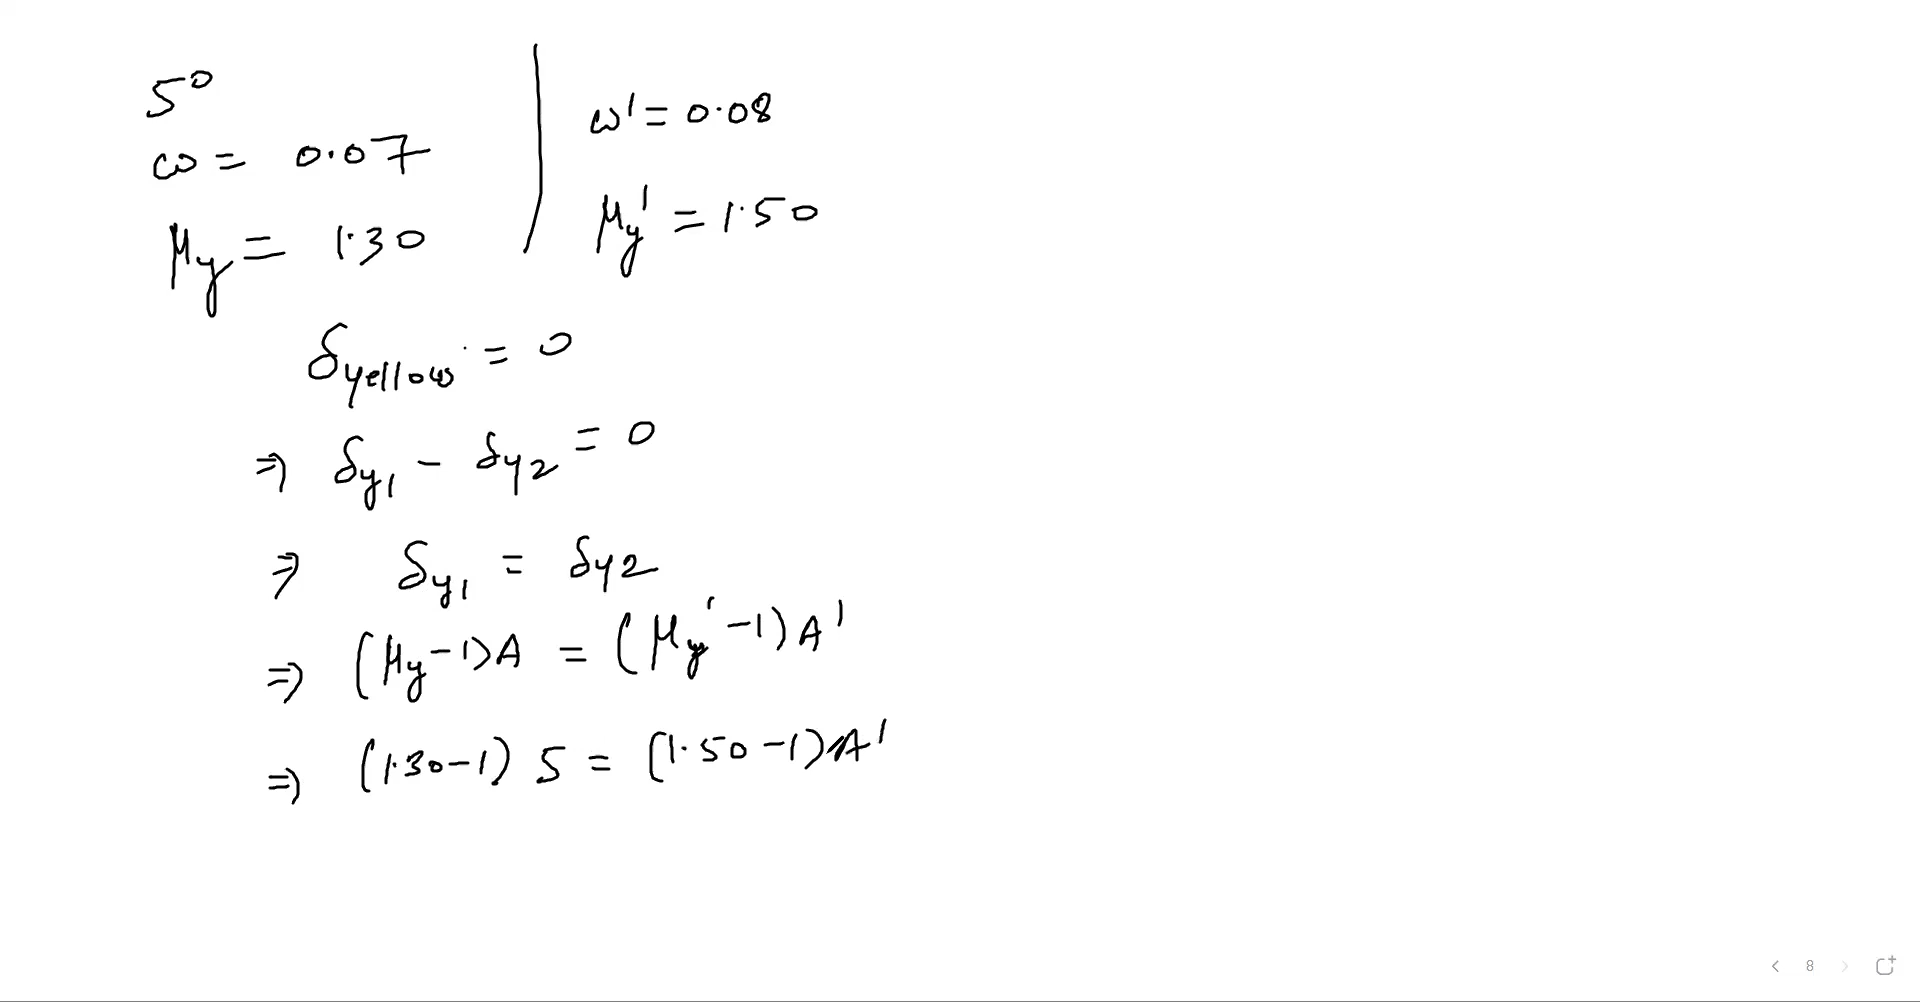 5°
ω = 0.07
μy = 1.30
ω' = 0.08
μy' = 1.50
δyellow = 0
⇒ δy1 - δy2 = 0
⇒ δy1 = δy2
⇒ (μy-1)A = (μy'-1)A'
⇒ (1.30-1) 5 = (1.50-1)A'
8